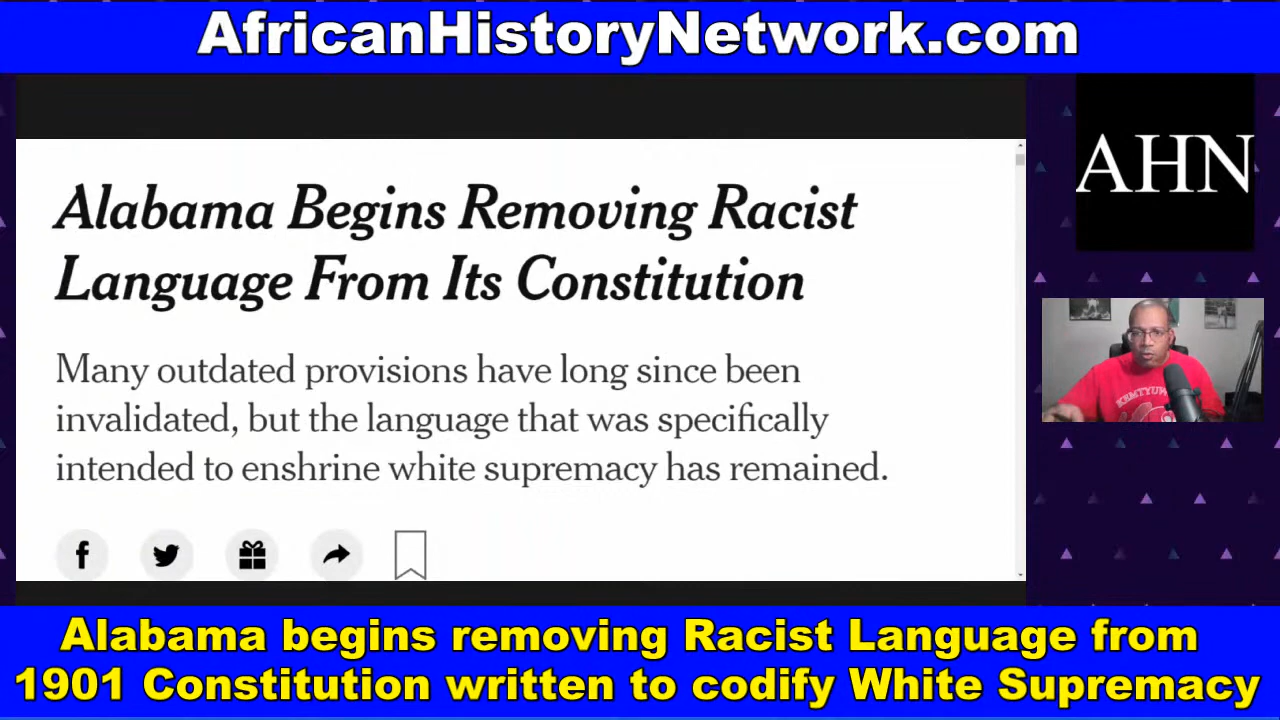 AfricanHistoryNetwork.com
AHN
Alabama Begins Removing Racist
Language From Its Constitution
Many outdated provisions have long since been
invalidated, but the language that was specifically
intended to enshrine white supremacy has remained.
Alabama begins removing Racist Language from
1901 Constitution written to codify White Supremacy